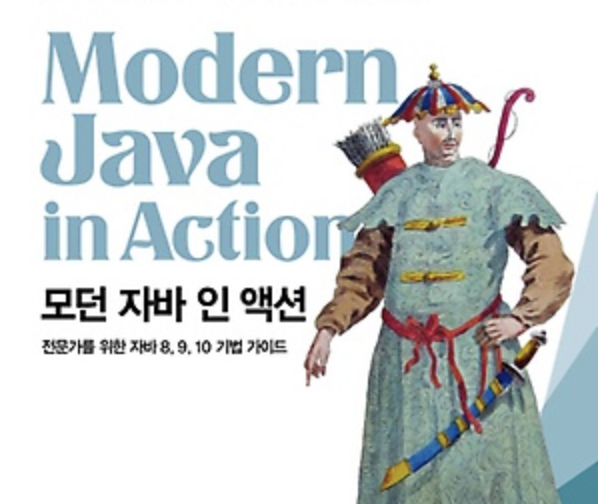 Modern
Java
in Action
모던 자바 인 액션
전문가를 위한 자바 8, 9, 10 기법 가이드